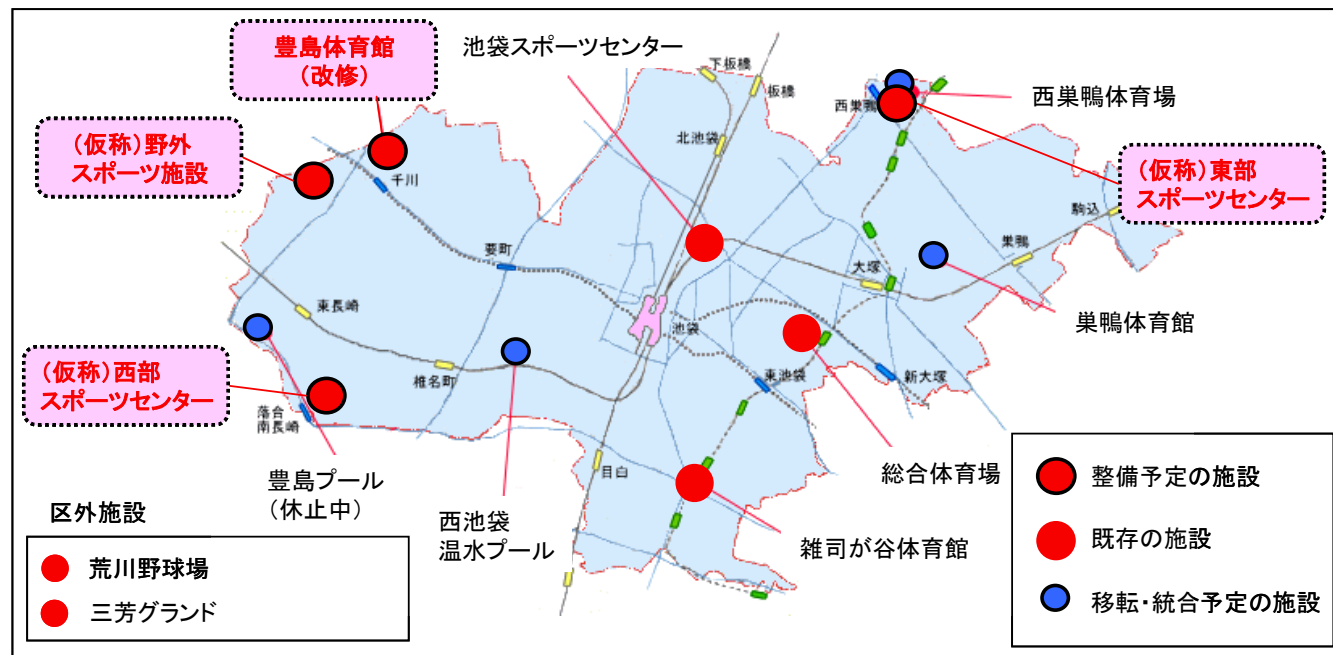 豊島体育館
（改修）
池袋スポーツセンター
下板橋
板橋
西巣鴨
西巣鴨体育場
（仮称）野外
スポーツ施設
北池袋
千川
（仮称）東部
スポーツセンター
駒込
要町
巣鴨
大塚
東長崎
池袋
巣鴨体育館
（仮称）西部
スポーツセンター
椎名町
東池袋
新大塚
落合
南長崎
目白
豊島プール
（休止中）
西池袋
温水プール
総合体育場
雑司が谷体育館
区外施設
荒川野球場
三芳グランド
整備予定の施設
既存の施設
移転・統合予定の施設